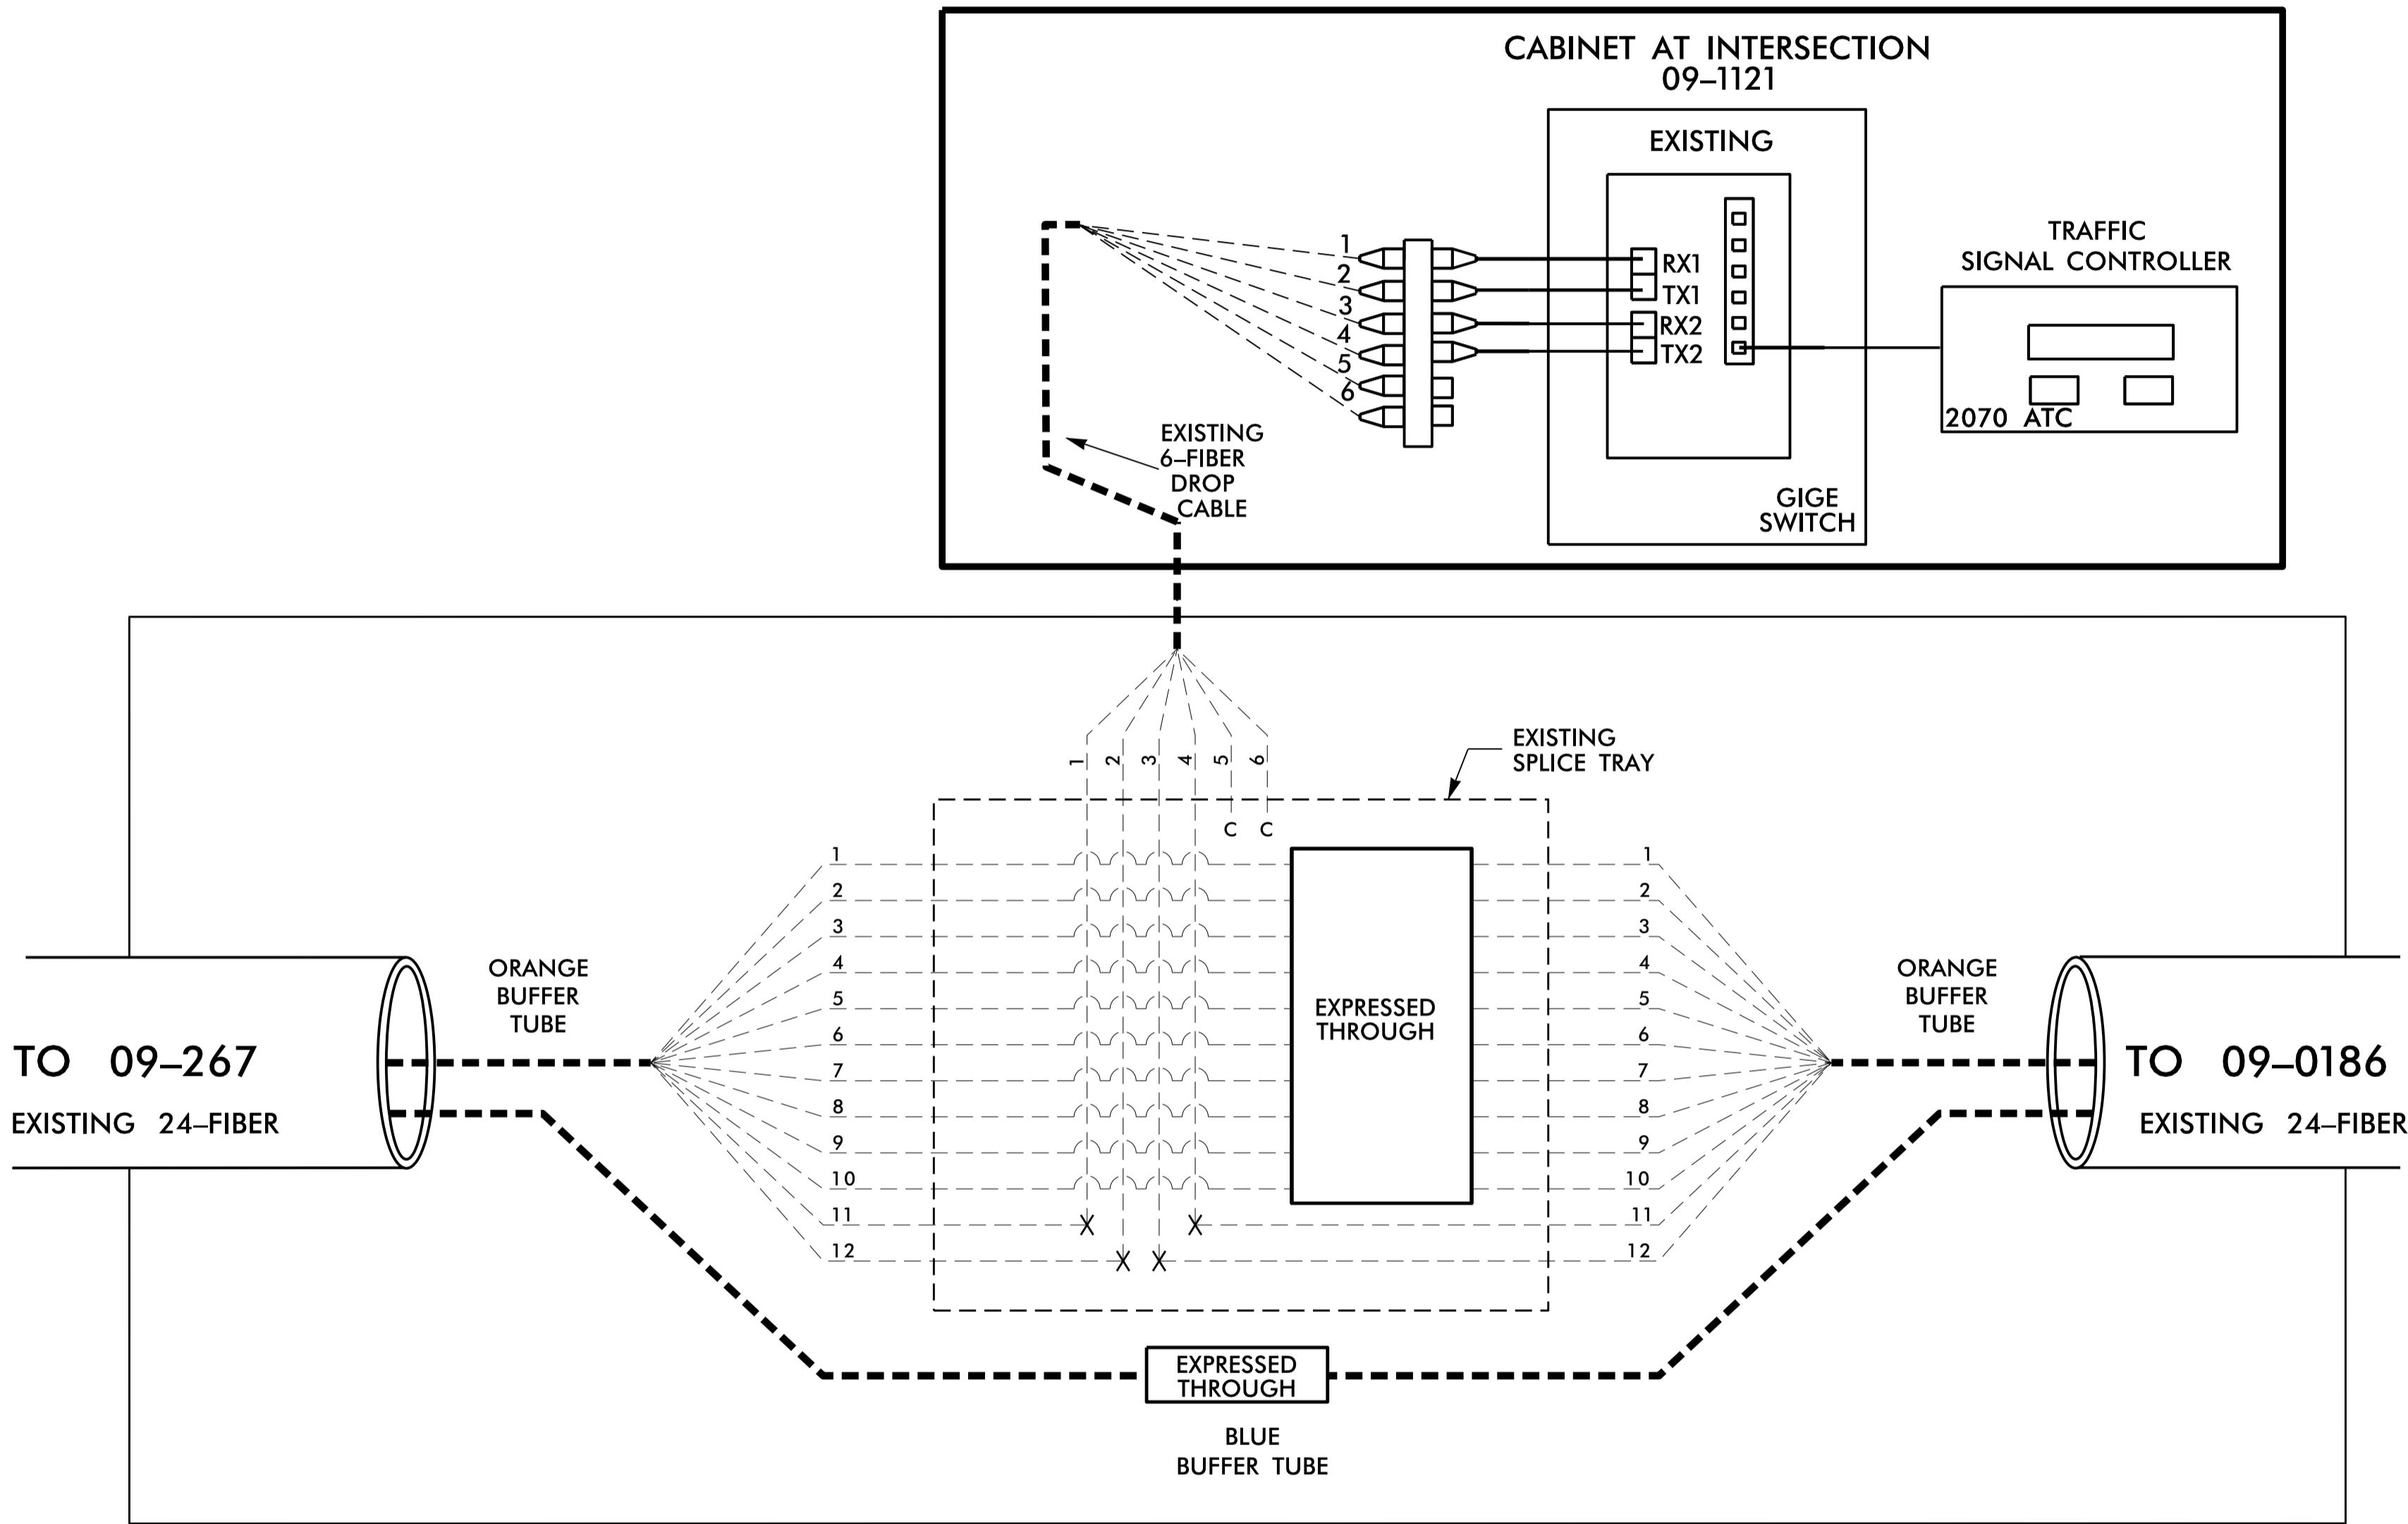 CABINET AT INTERSECTION
09–1121
EXISTING
TRAFFIC
SIGNAL CONTROLLER
1
2
3
4
5
6
RX1
TX1
RX2
TX2
2070 ATC
EXISTING
6–FIBER
DROP
CABLE
GIGE
SWITCH
1
2
3
4
5
6
EXISTING
SPLICE TRAY
C C
1
2
3
4
5
6
7
8
9
10
11
12
EXPRESSED
THROUGH
1
2
3
4
5
6
7
8
9
10
11
12
X X
X X
ORANGE
BUFFER
TUBE
TO 09–267
EXISTING 24–FIBER
ORANGE
BUFFER
TUBE
TO 09–0186
EXISTING 24–FIBER
EXPRESSED
THROUGH
BLUE
BUFFER TUBE